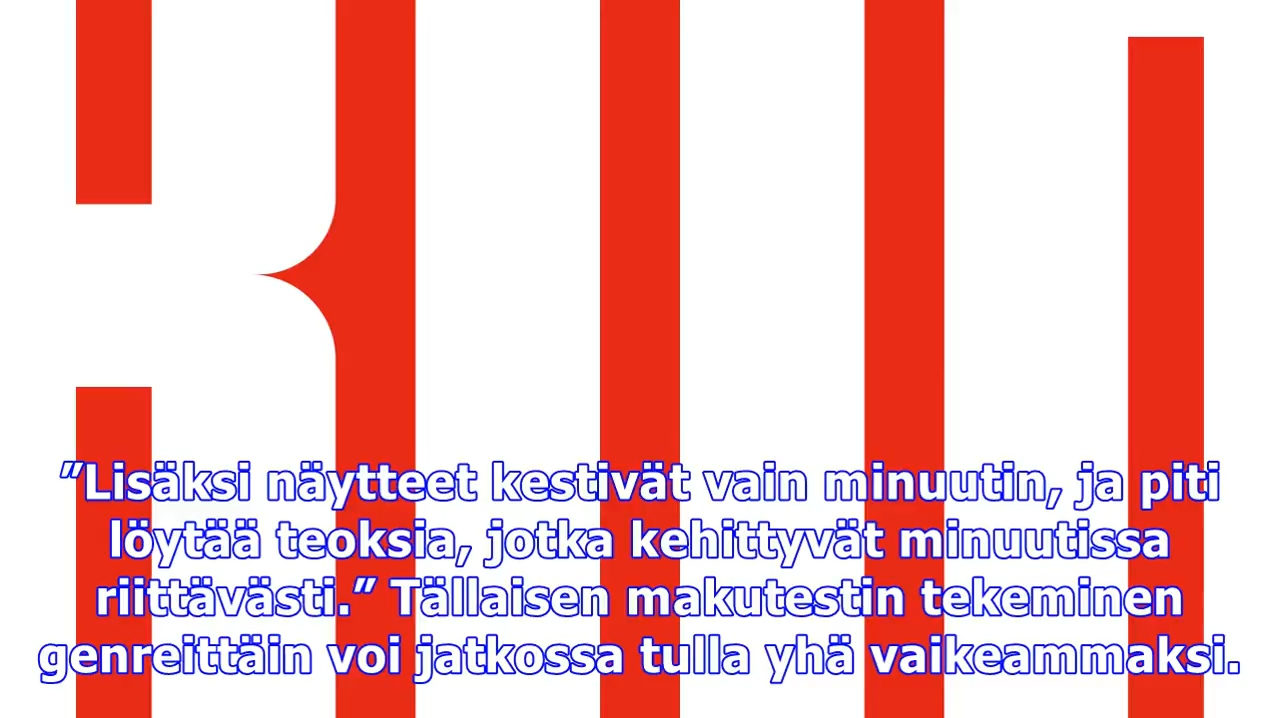 ”Lisäksi näytteet kestivät vain minuutin, ja piti
löytää teoksia, jotka kehittyvät minuutissa
riittävästi.” Tällaisen makutestin tekeminen
genreittäin voi jatkossa tulla yhä vaikeammaksi.